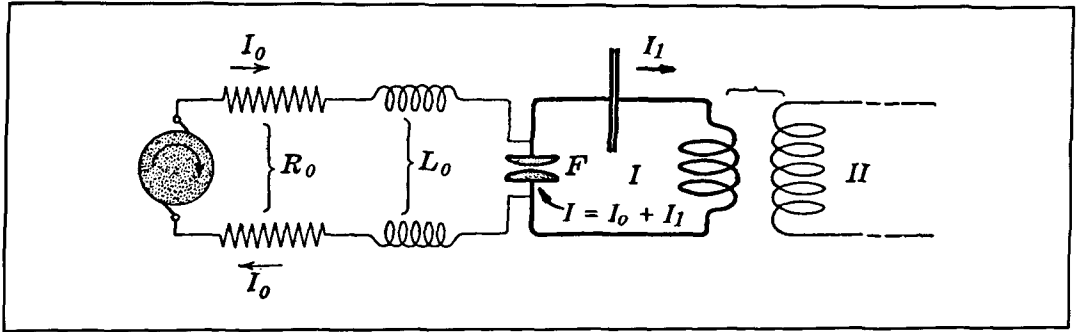 I₀
I₁
R₀
L₀
F
I
II
I = I₀ + I₁
I₀